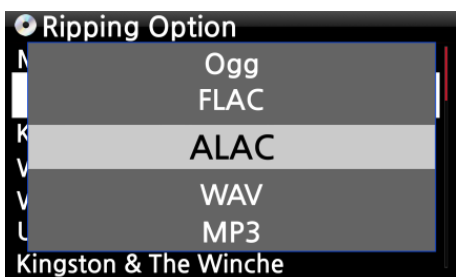 Ripping Option
Ogg
FLAC
ALAC
WAV
MP3
Kingston & The Winche